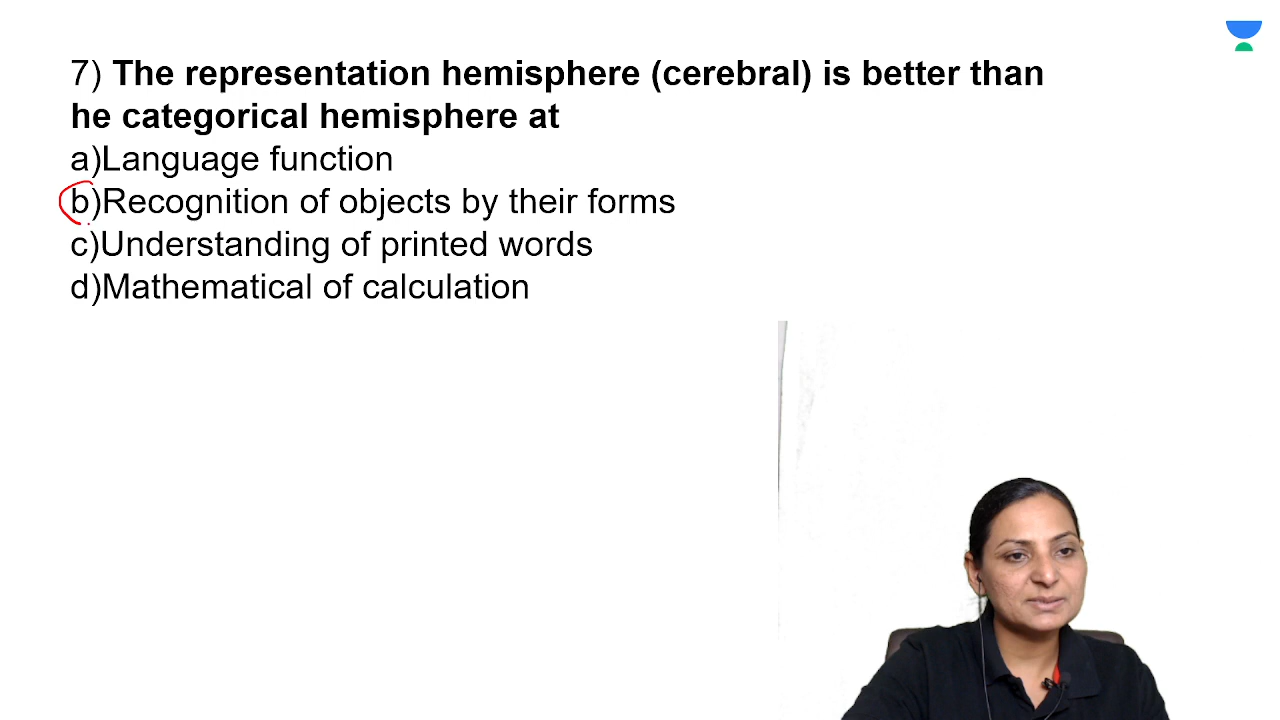 7) The representation hemisphere (cerebral) is better than
he categorical hemisphere at
a)Language function
b)Recognition of objects by their forms
c)Understanding of printed words
d)Mathematical of calculation